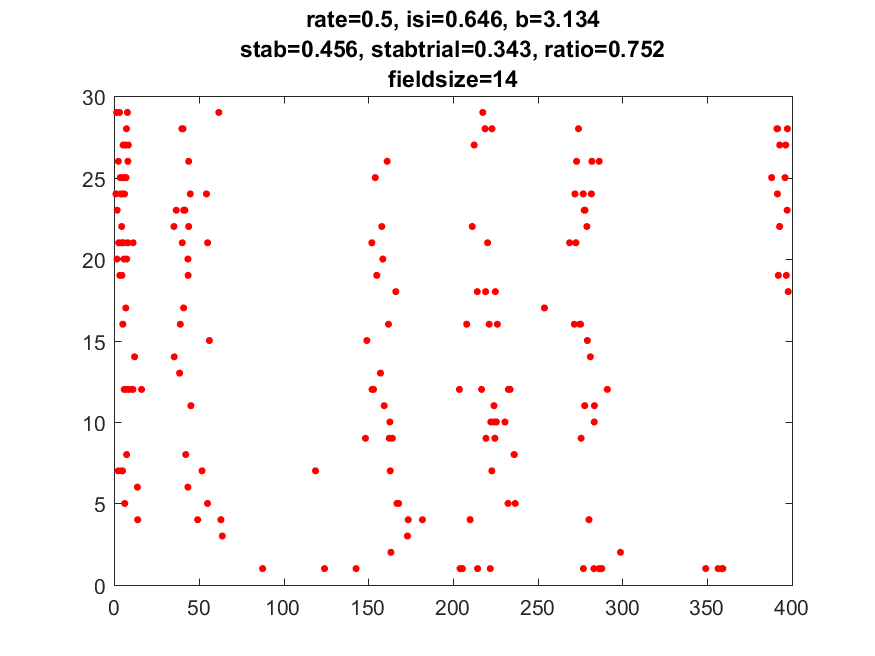 rate=0.5, isi=0.646, b=3.134
stab=0.456, stabtrial=0.343, ratio=0.752
fieldsize=14
30
25
20
15
10
5
0
0 50 100 150 200 250 300 350 400